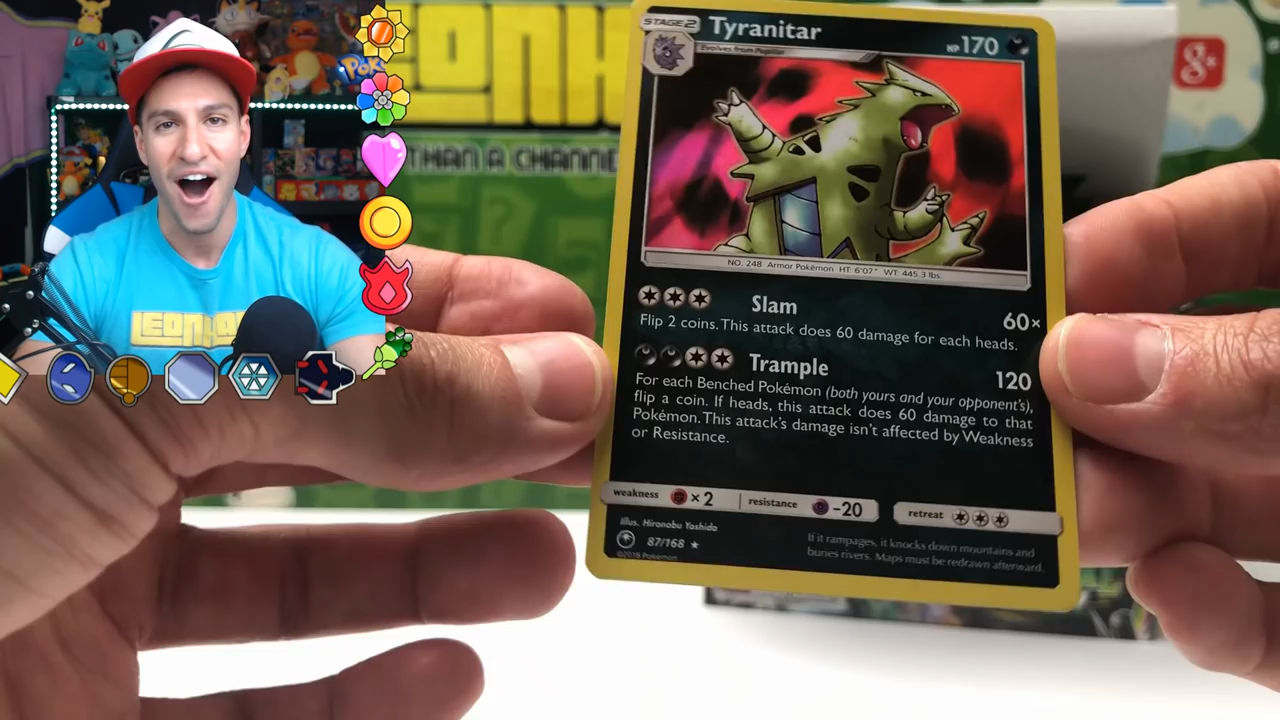 STAGE 2 Tyranitar HP 170
Evolves from Pupitar
LEONH
THAN A CHANNE
POK
g+
LEONHA
NO. 248 Armor Pokémon HT: 6'07" WT: 445.3 lbs.
Slam 60×
Flip 2 coins. This attack does 60 damage for each heads.
Trample 120
For each Benched Pokémon (both yours and your opponent's),
flip a coin. If heads, this attack does 60 damage to that
Pokémon. This attack's damage isn't affected by Weakness
or Resistance.
weakness ×2 resistance -20 retreat
Illus. Hironobu Yoshida
87/168 ★
©2018 Pokémon
If it rampages, it knocks down mountains and
buries rivers. Maps must be redrawn afterward.